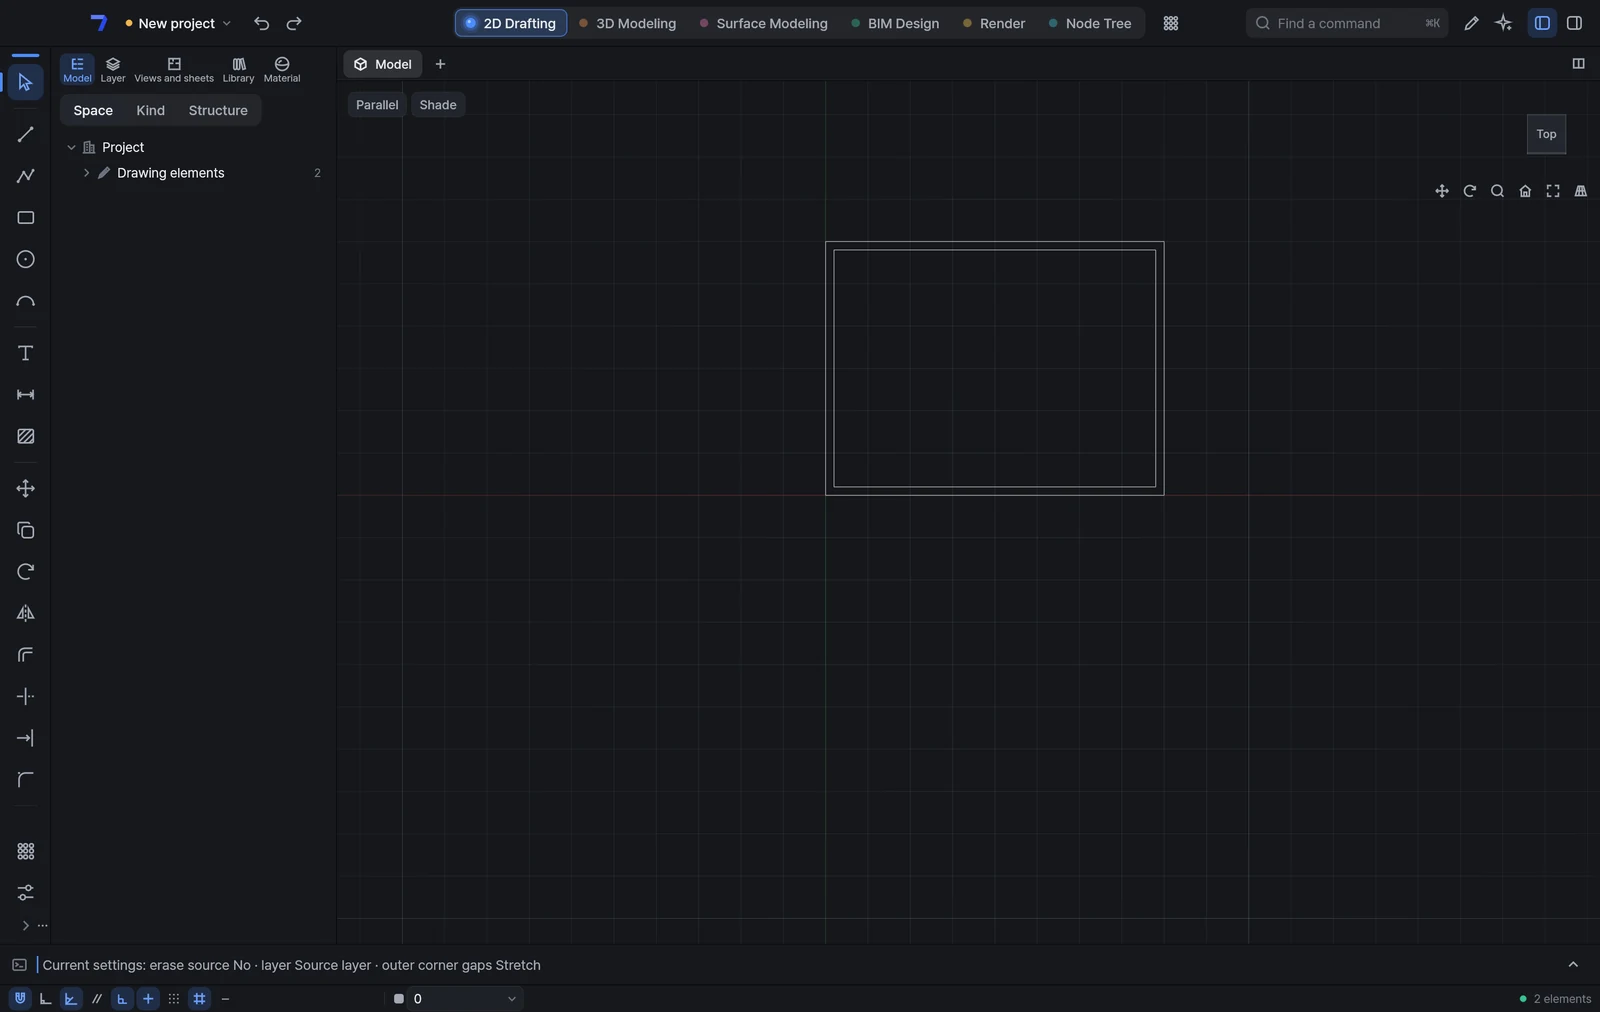 New project
2D Drafting
3D Modeling
Surface Modeling
BIM Design
Render
Node Tree
Find a command
⌘K
Model
Layer
Views and sheets
Library
Material
Model
Space
Kind
Structure
Parallel
Shade
Project
Drawing elements
2
Top
Current settings: erase source No · layer Source layer · outer corner gaps Stretch
0
2 elements